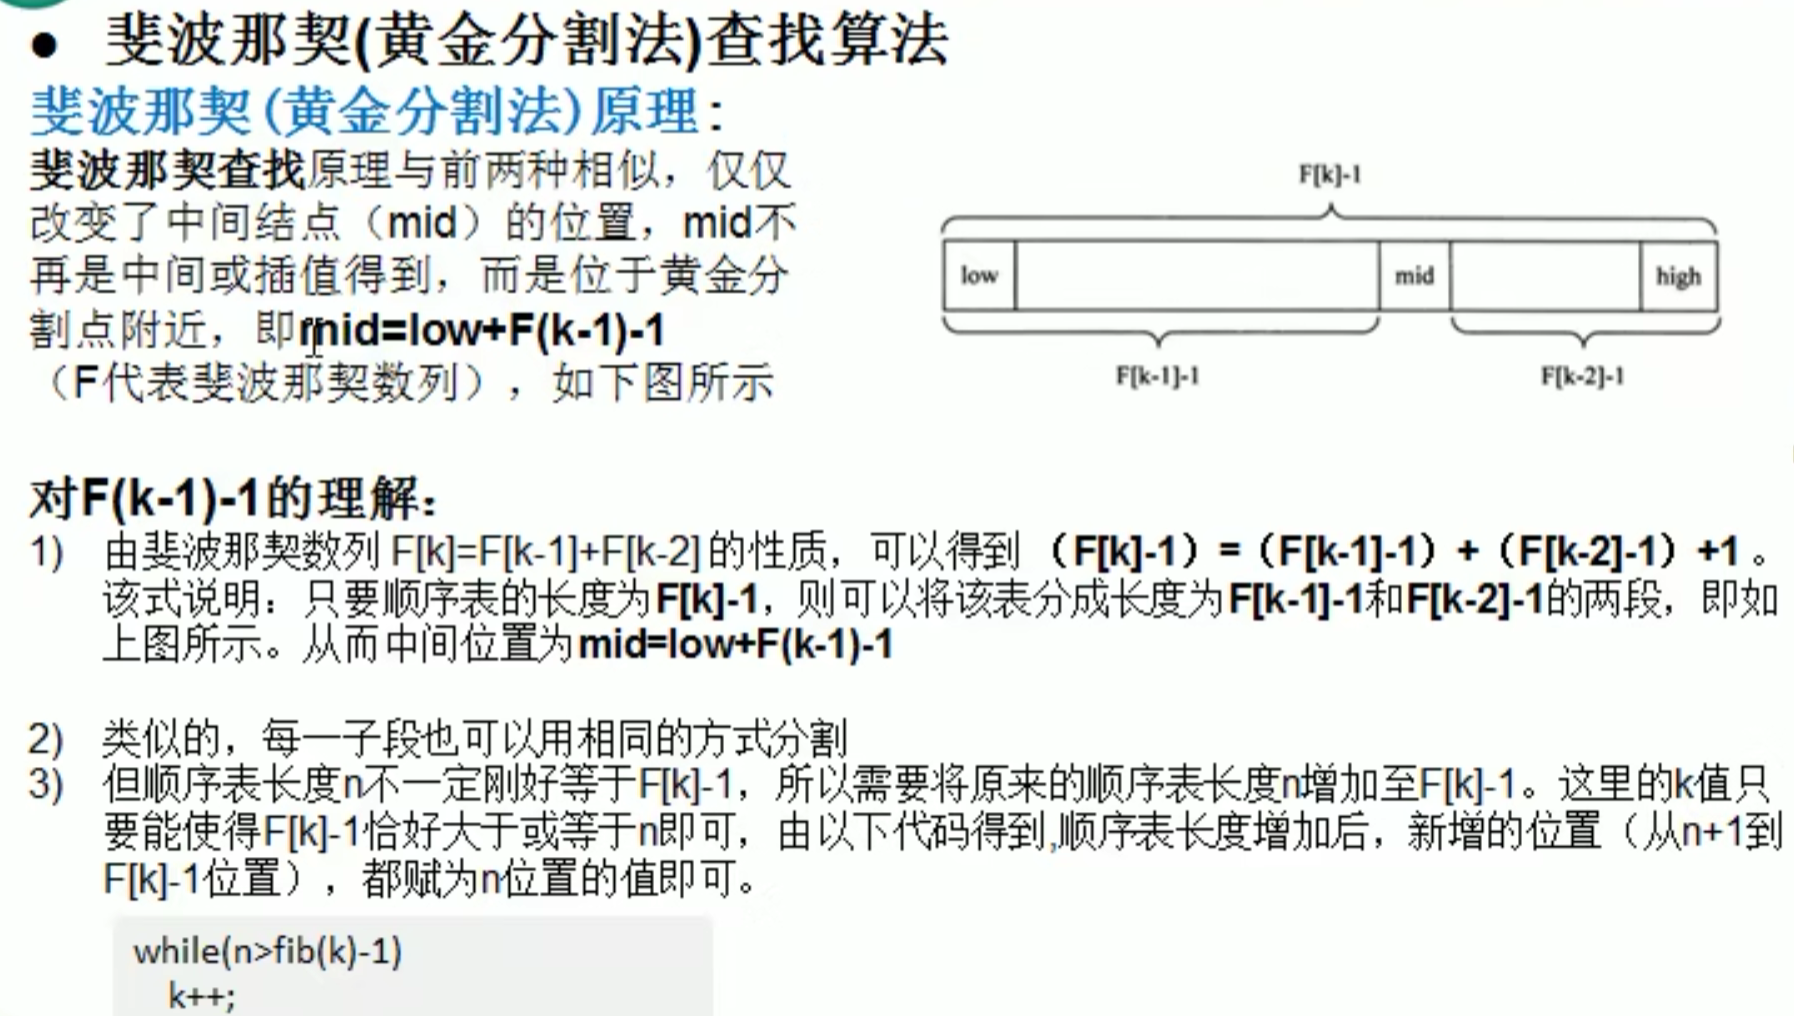 ● 斐波那契(黄金分割法)查找算法
斐波那契(黄金分割法)原理:
斐波那契查找原理与前两种相似，仅仅
改变了中间结点（mid）的位置，mid不
再是中间或插值得到，而是位于黄金分
割点附近，即mid=low+F(k-1)-1
（F代表斐波那契数列），如下图所示
F[k]-1
low mid high
F[k-1]-1 F[k-2]-1
对F(k-1)-1的理解：
1) 由斐波那契数列 F[k]=F[k-1]+F[k-2] 的性质，可以得到 （F[k]-1）=（F[k-1]-1）+（F[k-2]-1）+1 。
该式说明：只要顺序表的长度为F[k]-1，则可以将该表分成长度为F[k-1]-1和F[k-2]-1的两段，即如
上图所示。从而中间位置为mid=low+F(k-1)-1
2) 类似的，每一子段也可以用相同的方式分割
3) 但顺序表长度n不一定刚好等于F[k]-1，所以需要将原来的顺序表长度n增加至F[k]-1。这里的k值只
要能使得F[k]-1恰好大于或等于n即可，由以下代码得到,顺序表长度增加后，新增的位置（从n+1到
F[k]-1位置），都赋为n位置的值即可。
while(n>fib(k)-1)
k++;